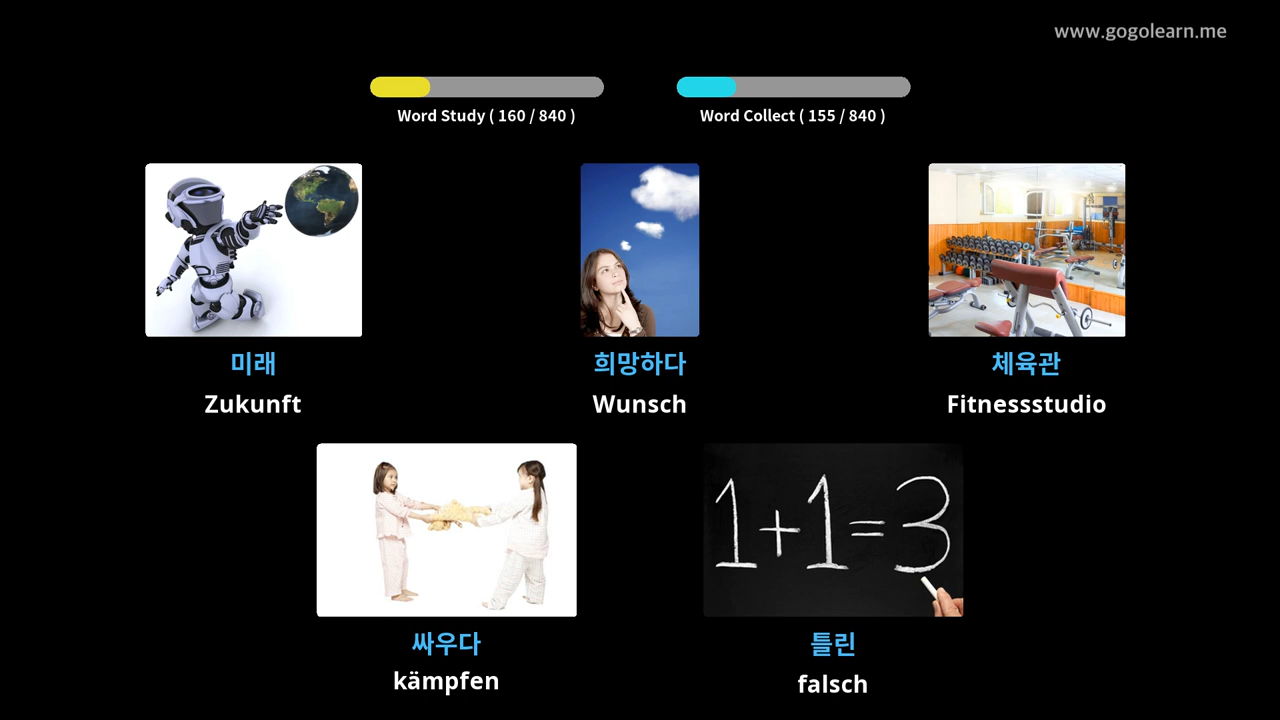 www.gogolearn.me
Word Study ( 160 / 840 )
Word Collect ( 155 / 840 )
미래
Zukunft
희망하다
Wunsch
체육관
Fitnessstudio
1+1=3
싸우다
kämpfen
틀린
falsch